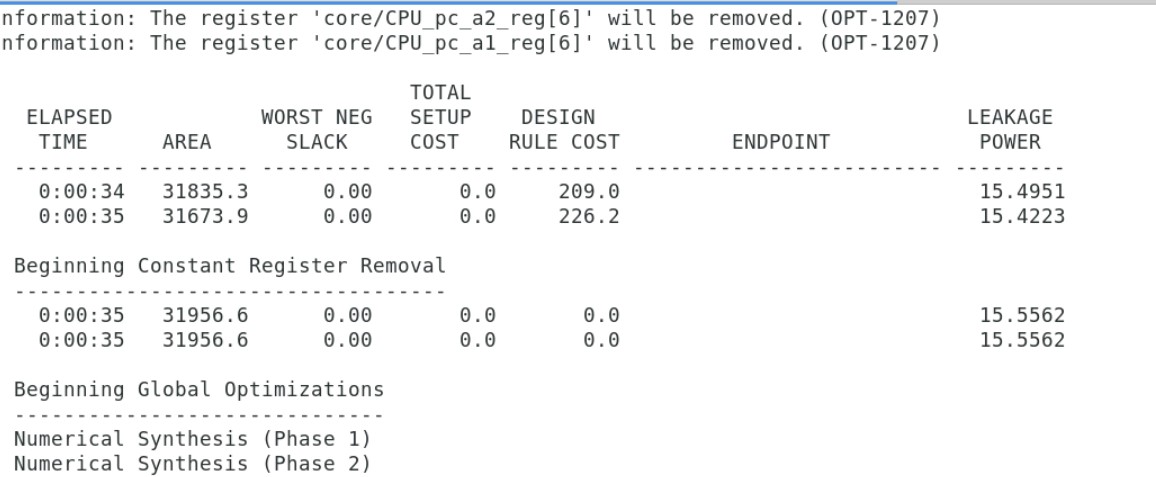 nformation: The register 'core/CPU_pc_a2_reg[6]' will be removed. (OPT-1207)
nformation: The register 'core/CPU_pc_a1_reg[6]' will be removed. (OPT-1207)
                                TOTAL
 ELAPSED            WORST NEG   SETUP    DESIGN                              LEAKAGE
  TIME      AREA      SLACK     COST    RULE COST         ENDPOINT            POWER
--------- --------- --------- --------- --------- ------------------------- ---------
  0:00:34   31835.3      0.00       0.0     209.0                             15.4951
  0:00:35   31673.9      0.00       0.0     226.2                             15.4223
Beginning Constant Register Removal
-----------------------------------
  0:00:35   31956.6      0.00       0.0       0.0                             15.5562
  0:00:35   31956.6      0.00       0.0       0.0                             15.5562
Beginning Global Optimizations
------------------------------
Numerical Synthesis (Phase 1)
Numerical Synthesis (Phase 2)